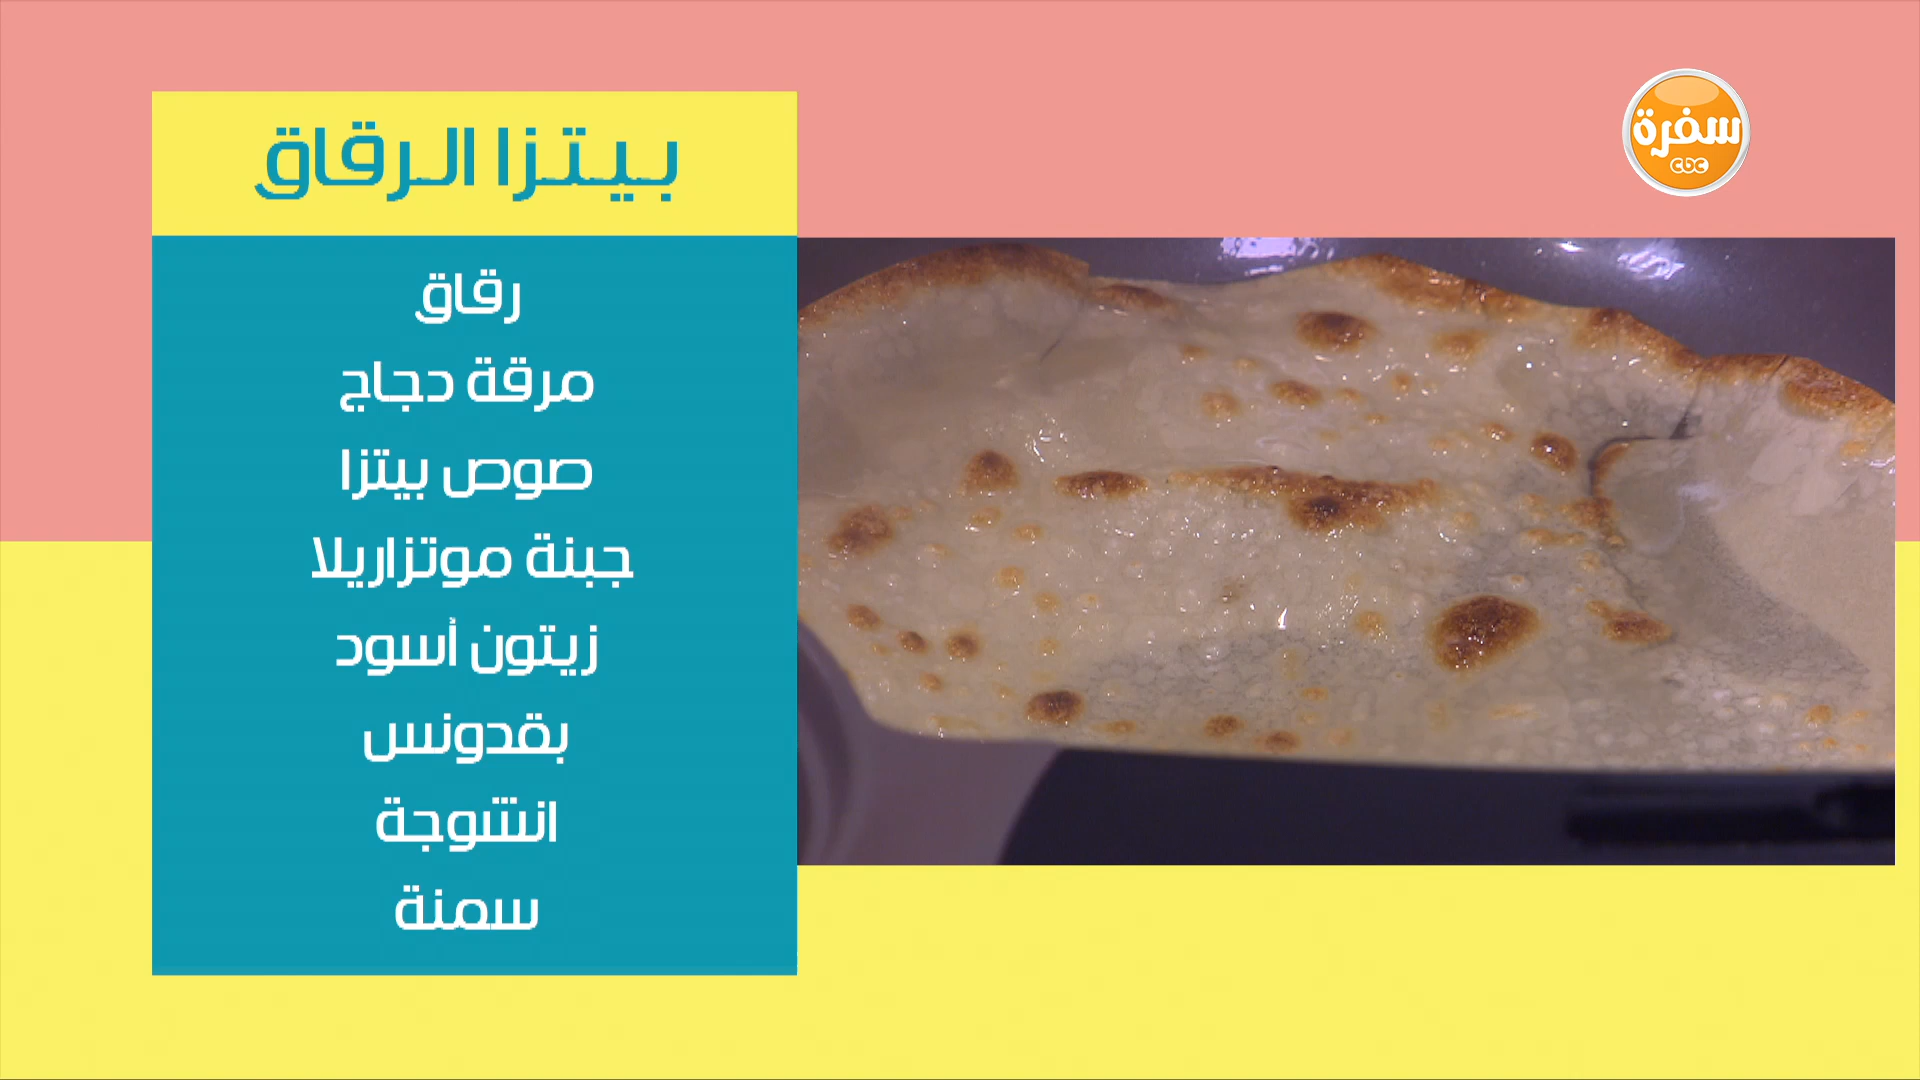 بيتزا الرقاق
رقاق
مرقة دجاج
صوص بيتزا
جبنة موتزاريلا
زيتون أسود
بقدونس
انشوجة
سمنة
سفرة
cbc